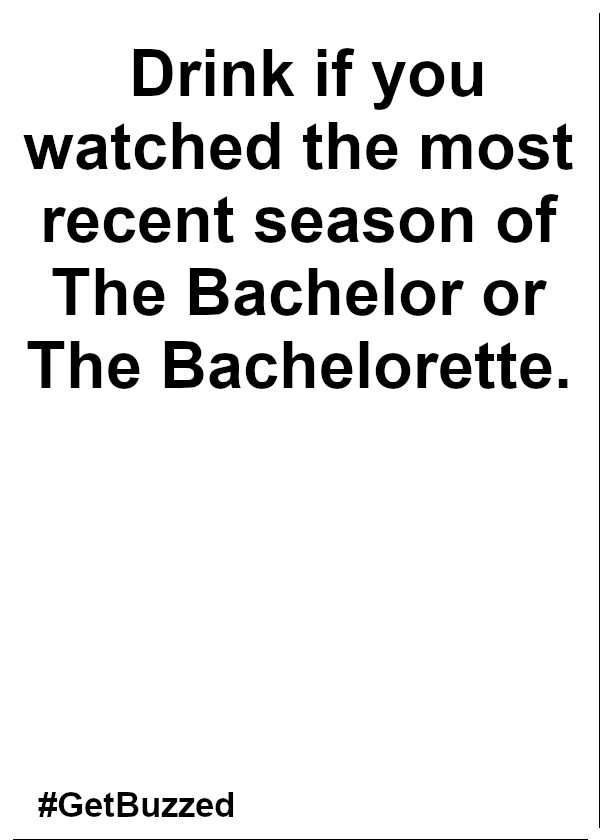 Drink if you
watched the most
recent season of
The Bachelor or
The Bachelorette.
#GetBuzzed